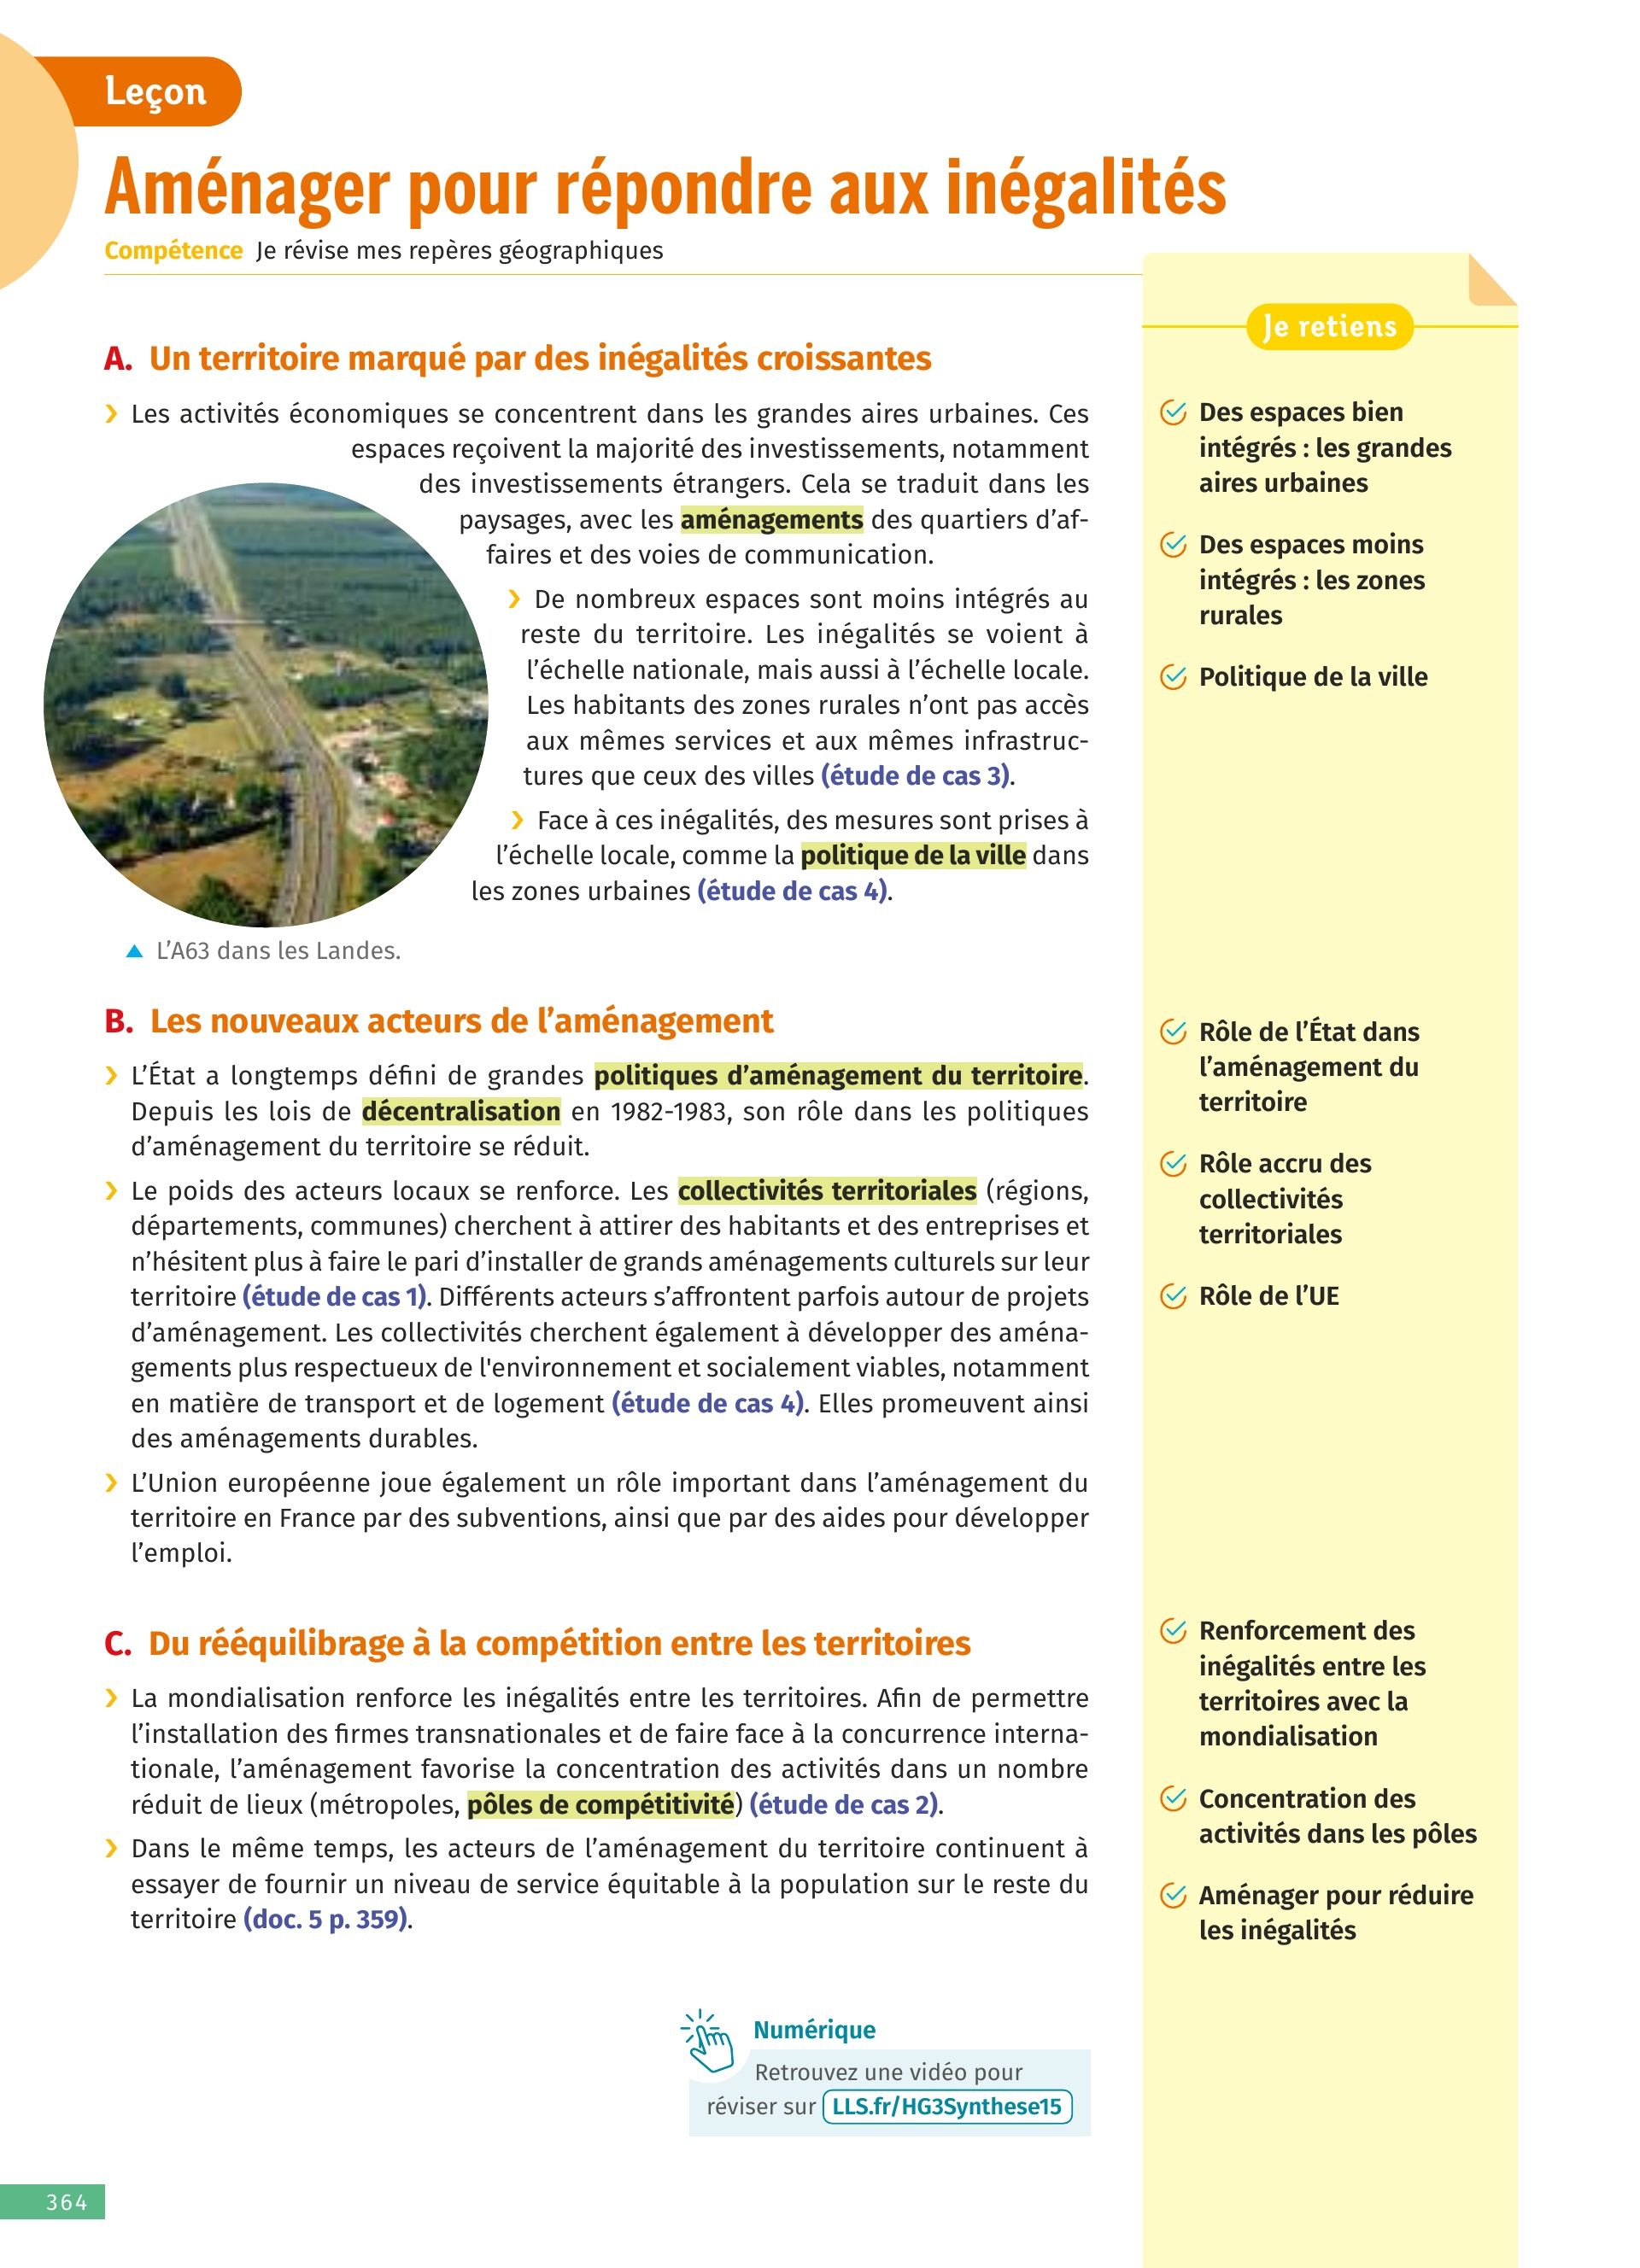 Leçon
Aménager pour répondre aux inégalités
Compétence Je révise mes repères géographiques
A. Un territoire marqué par des inégalités croissantes
› Les activités économiques se concentrent dans les grandes aires urbaines. Ces
espaces reçoivent la majorité des investissements, notamment
des investissements étrangers. Cela se traduit dans les
paysages, avec les aménagements des quartiers d’af-
faires et des voies de communication.
› De nombreux espaces sont moins intégrés au
reste du territoire. Les inégalités se voient à
l’échelle nationale, mais aussi à l’échelle locale.
Les habitants des zones rurales n’ont pas accès
aux mêmes services et aux mêmes infrastruc-
tures que ceux des villes (étude de cas 3).
› Face à ces inégalités, des mesures sont prises à
l’échelle locale, comme la politique de la ville dans
les zones urbaines (étude de cas 4).
▲ L’A63 dans les Landes.
B. Les nouveaux acteurs de l’aménagement
› L’État a longtemps défini de grandes politiques d’aménagement du territoire.
Depuis les lois de décentralisation en 1982-1983, son rôle dans les politiques
d’aménagement du territoire se réduit.
› Le poids des acteurs locaux se renforce. Les collectivités territoriales (régions,
départements, communes) cherchent à attirer des habitants et des entreprises et
n’hésitent plus à faire le pari d’installer de grands aménagements culturels sur leur
territoire (étude de cas 1). Différents acteurs s’affrontent parfois autour de projets
d’aménagement. Les collectivités cherchent également à développer des aména-
gements plus respectueux de l'environnement et socialement viables, notamment
en matière de transport et de logement (étude de cas 4). Elles promeuvent ainsi
des aménagements durables.
› L’Union européenne joue également un rôle important dans l’aménagement du
territoire en France par des subventions, ainsi que par des aides pour développer
l’emploi.
C. Du rééquilibrage à la compétition entre les territoires
› La mondialisation renforce les inégalités entre les territoires. Afin de permettre
l’installation des firmes transnationales et de faire face à la concurrence interna-
tionale, l’aménagement favorise la concentration des activités dans un nombre
réduit de lieux (métropoles, pôles de compétitivité) (étude de cas 2).
› Dans le même temps, les acteurs de l’aménagement du territoire continuent à
essayer de fournir un niveau de service équitable à la population sur le reste du
territoire (doc. 5 p. 359).
Numérique
Retrouvez une vidéo pour
réviser sur LLS.fr/HG3Synthese15
Je retiens
Des espaces bien
intégrés : les grandes
aires urbaines
Des espaces moins
intégrés : les zones
rurales
Politique de la ville
Rôle de l’État dans
l’aménagement du
territoire
Rôle accru des
collectivités
territoriales
Rôle de l’UE
Renforcement des
inégalités entre les
territoires avec la
mondialisation
Concentration des
activités dans les pôles
Aménager pour réduire
les inégalités
364